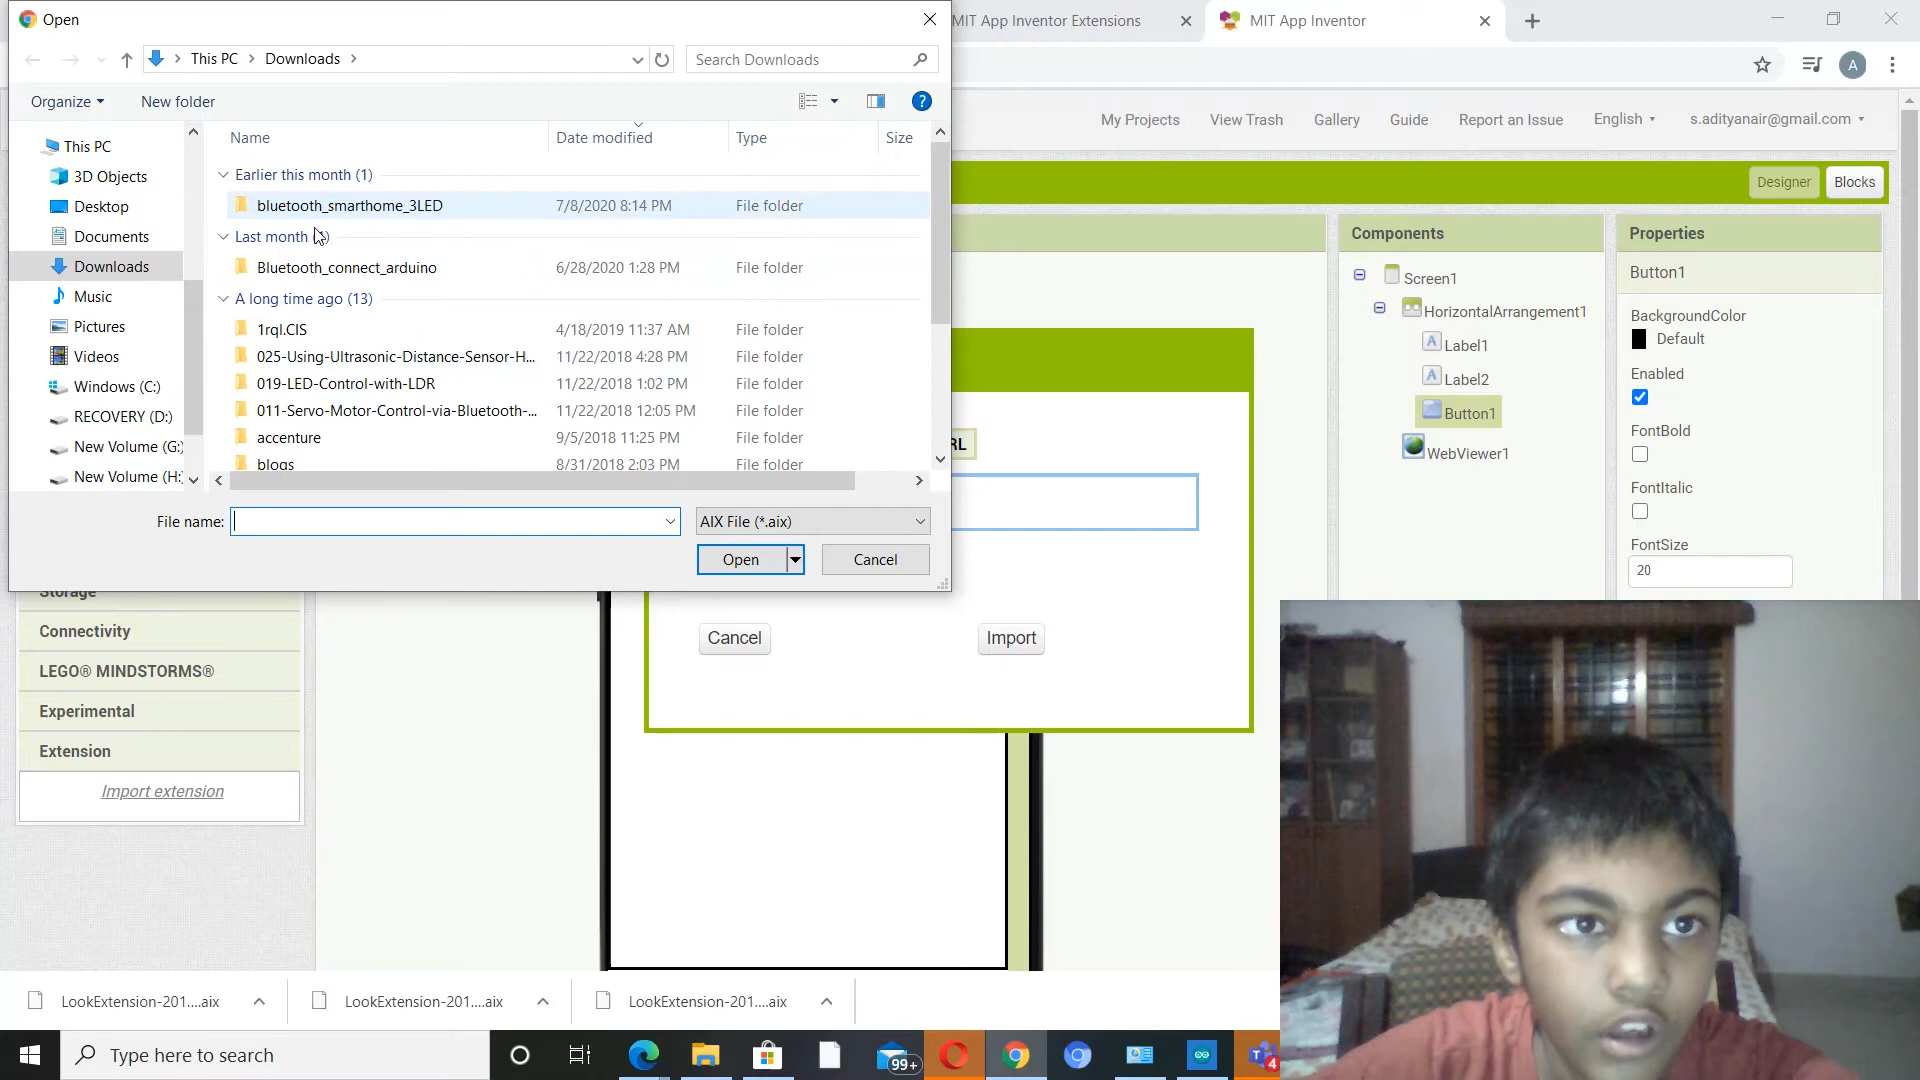 Open
This PC
Downloads
Search Downloads
Organize
New folder
Name
Date modified
Type
Size
This PC
3D Objects
Desktop
Documents
Downloads
Music
Pictures
Videos
Windows (C:)
RECOVERY (D:)
New Volume (G:)
New Volume (H:
Earlier this month (1)
bluetooth_smarthome_3LED 7/8/2020 8:14 PM File folder
Last month
Bluetooth_connect_arduino 6/28/2020 1:28 PM File folder
A long time ago (13)
1rql.CIS 4/18/2019 11:37 AM File folder
025-Using-Ultrasonic-Distance-Sensor-H... 11/22/2018 4:28 PM File folder
019-LED-Control-with-LDR 11/22/2018 1:02 PM File folder
011-Servo-Motor-Control-via-Bluetooth-... 11/22/2018 12:05 PM File folder
accenture 9/5/2018 11:25 PM File folder
blogs 8/31/2018 2:03 PM File folder
File name:
AIX File (*.aix)
Open
Cancel
MIT App Inventor Extensions
MIT App Inventor
A
My Projects
View Trash
Gallery
Guide
Report an Issue
English
s.adityanair@gmail.com
Designer
Blocks
Components
Screen1
HorizontalArrangement1
Label1
Label2
Button1
WebViewer1
Properties
Button1
BackgroundColor
Default
Enabled
FontBold
FontItalic
FontSize
20
RL
Cancel
Import
Storage
Connectivity
LEGO® MINDSTORMS®
Experimental
Extension
Import extension
LookExtension-201....aix
LookExtension-201....aix
LookExtension-201....aix
Type here to search
99+
4